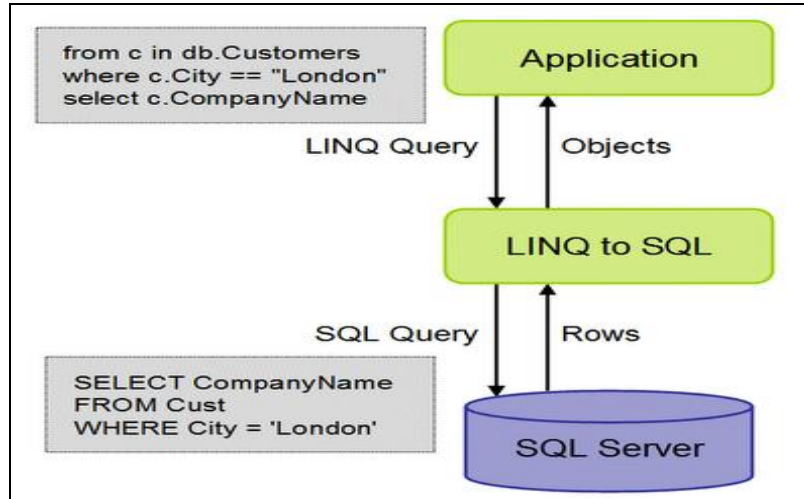 from c in db.Customers
where c.City == "London"
select c.CompanyName
Application
LINQ Query
Objects
LINQ to SQL
SQL Query
Rows
SELECT CompanyName
FROM Cust
WHERE City = 'London'
SQL Server